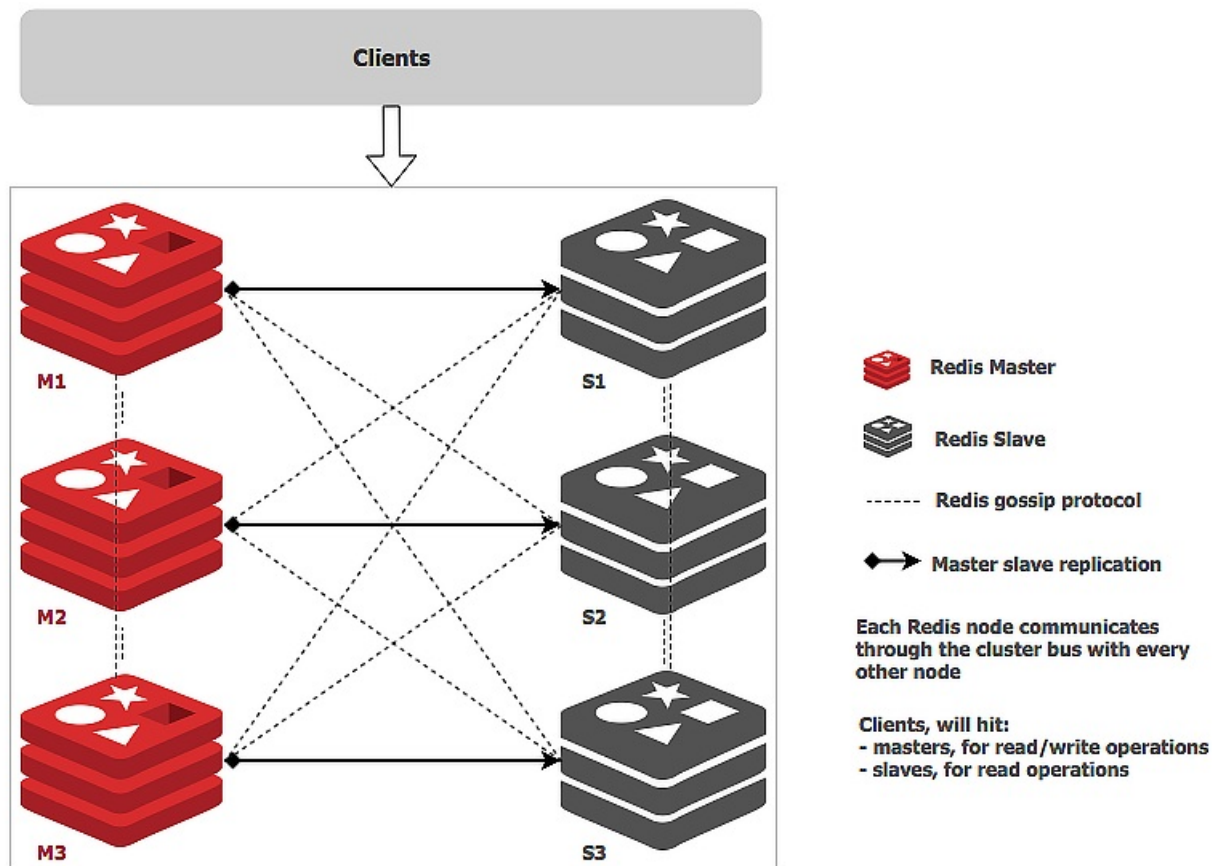 Clients
M1
S1
M2
S2
M3
S3
Redis Master
Redis Slave
Redis gossip protocol
Master slave replication
Each Redis node communicates
through the cluster bus with every
other node
Clients, will hit:
- masters, for read/write operations
- slaves, for read operations